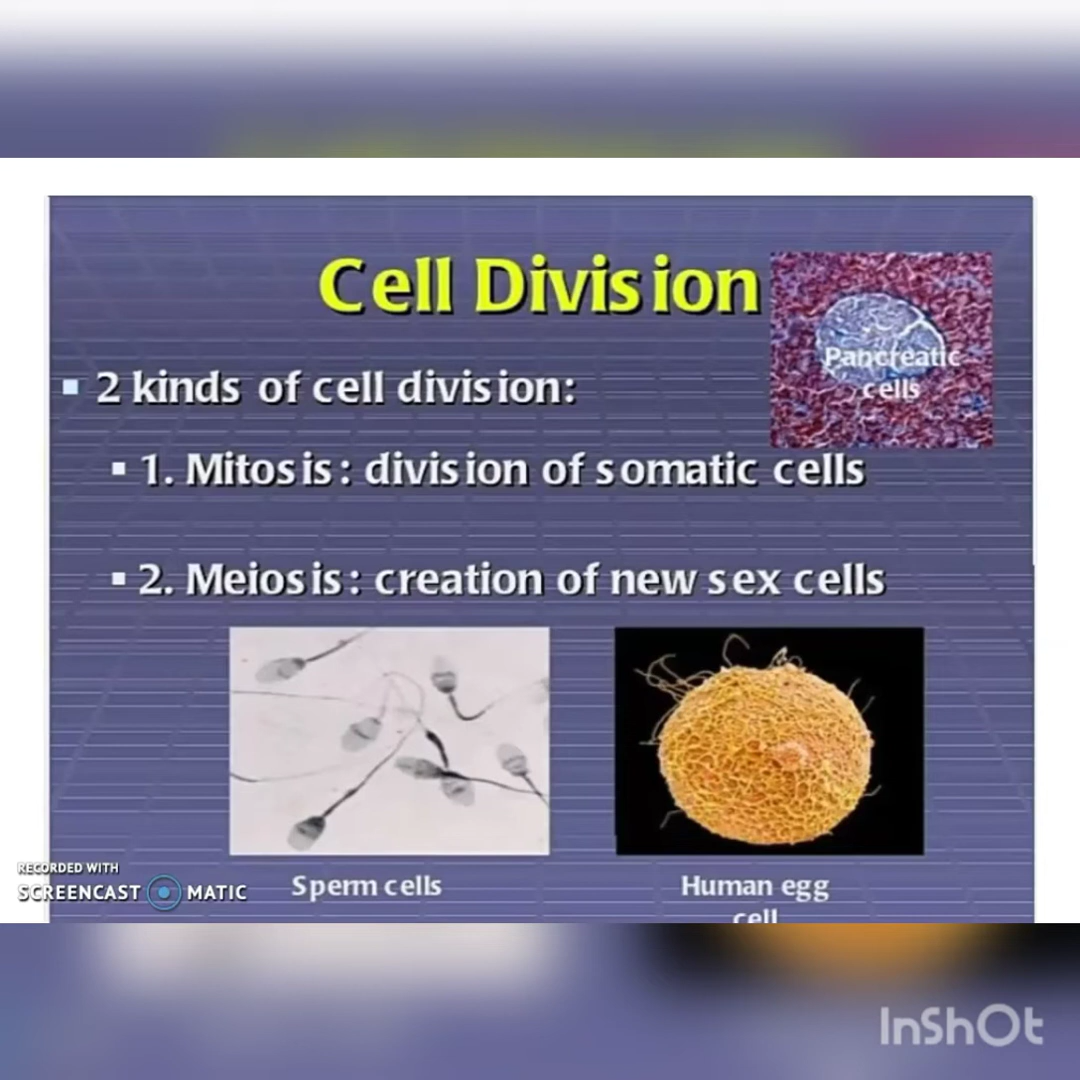 Cell Division
Pancreatic
cells
2 kinds of cell division:
1. Mitosis: division of somatic cells
2. Meiosis: creation of new sex cells
Sperm cells
Human egg
cell
RECORDED WITH
SCREENCAST MATIC
InShOt